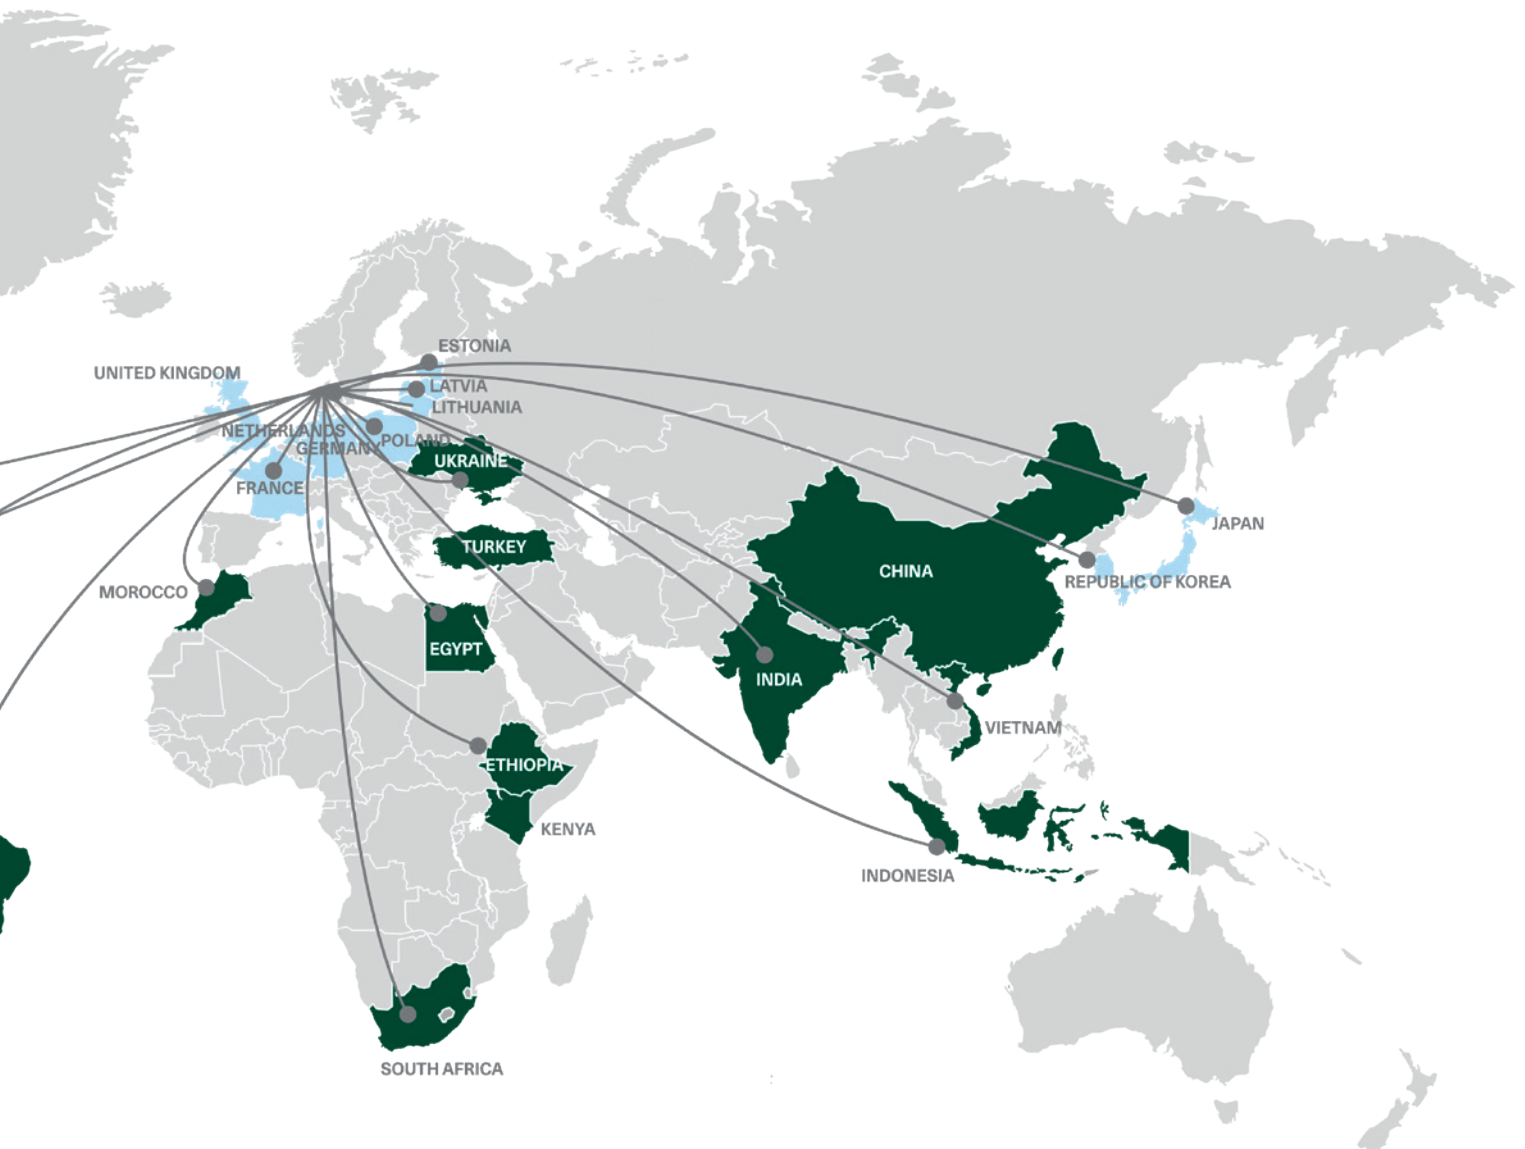 ESTONIA
UNITED KINGDOM
LATVIA
LITHUANIA
NETHERLANDS
POLAND
GERMANY
UKRAINE
FRANCE
JAPAN
TURKEY
CHINA
REPUBLIC OF KOREA
MOROCCO
EGYPT
INDIA
VIETNAM
ETHIOPIA
KENYA
INDONESIA
SOUTH AFRICA